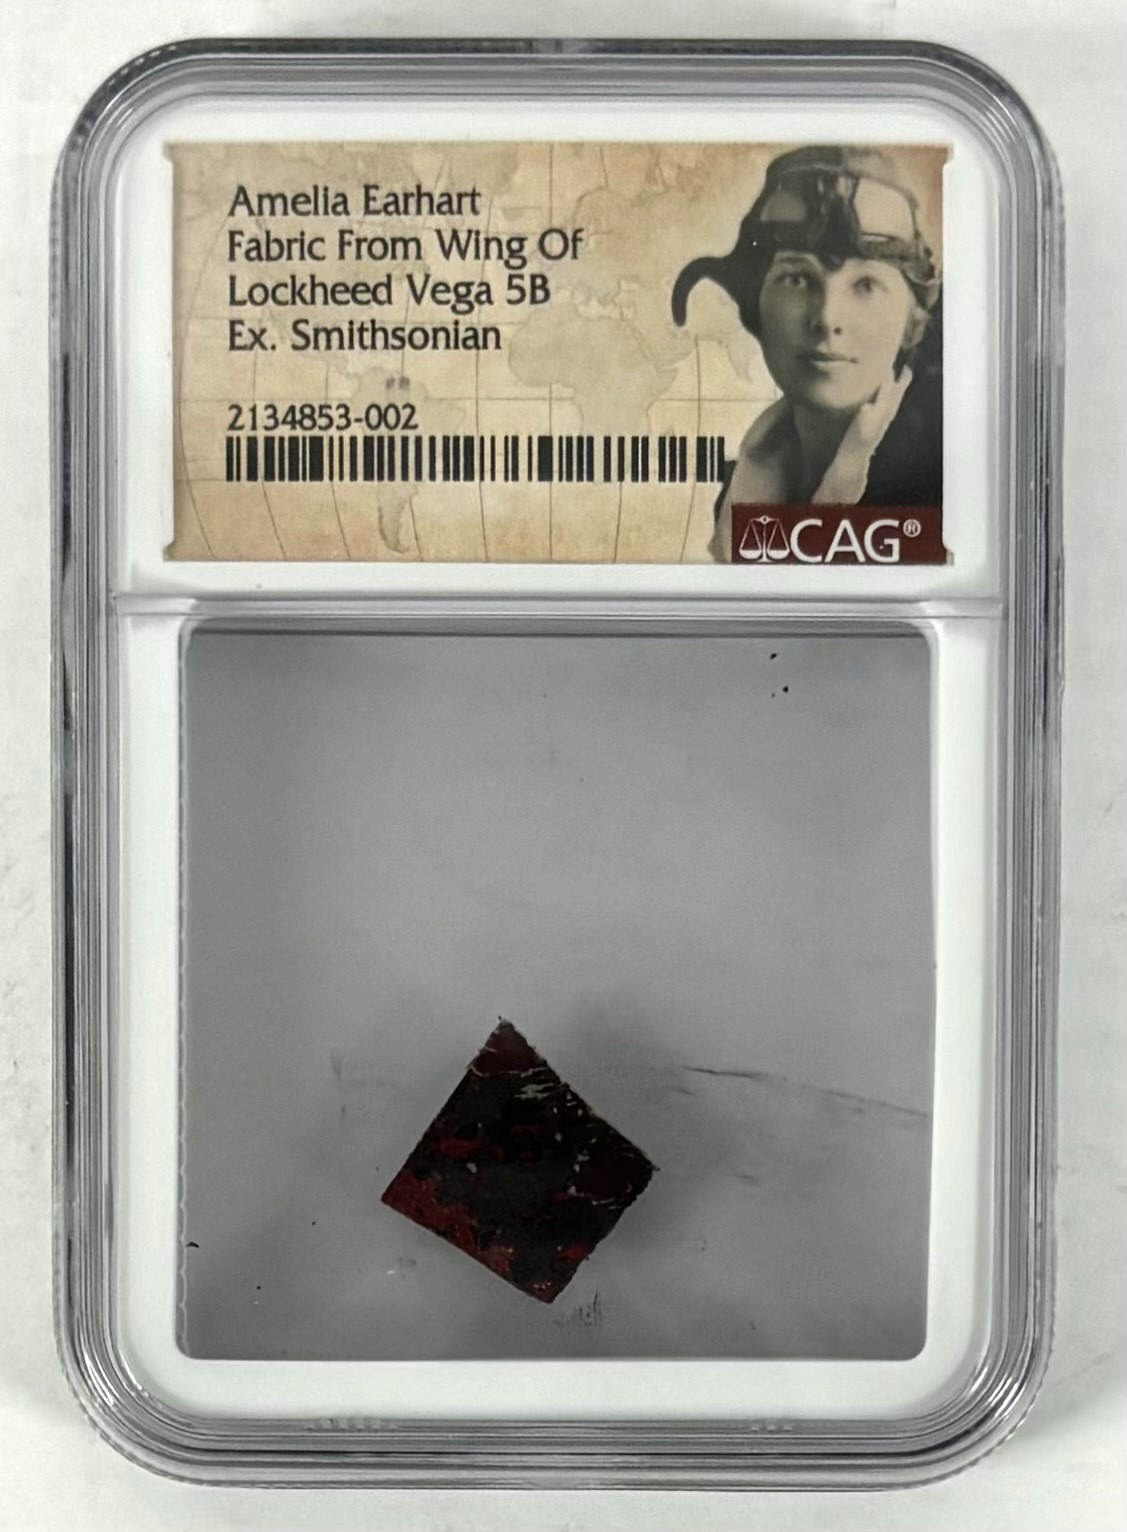 Amelia Earhart
Fabric From Wing Of
Lockheed Vega 5B
Ex. Smithsonian
2134853-002
CAG®